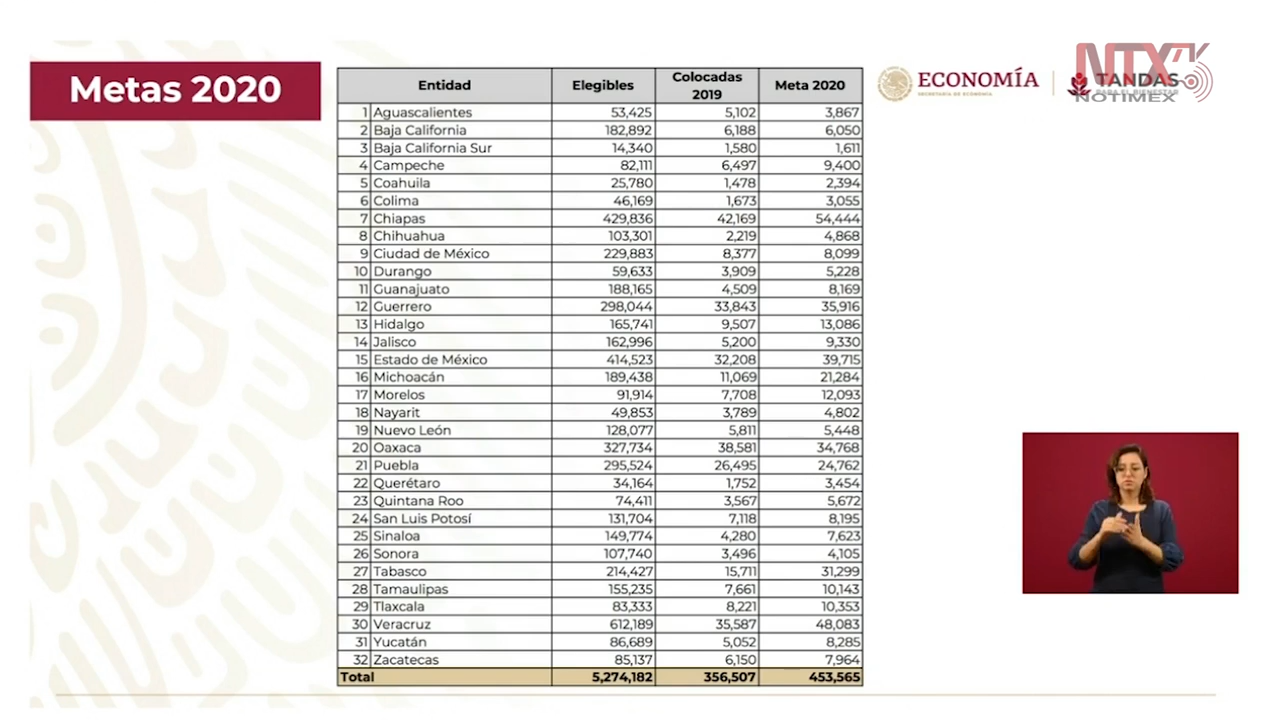 Metas 2020
Entidad Elegibles Colocadas 2019 Meta 2020
1 Aguascalientes 53,425 5,102 3,867
2 Baja California 182,892 6,188 6,050
3 Baja California Sur 14,340 1,580 1,611
4 Campeche 82,111 6,497 9,400
5 Coahuila 25,780 1,478 2,394
6 Colima 46,169 1,673 3,055
7 Chiapas 429,836 42,169 54,444
8 Chihuahua 103,301 2,219 4,868
9 Ciudad de México 229,883 8,377 8,099
10 Durango 59,633 3,909 5,228
11 Guanajuato 188,165 4,509 8,169
12 Guerrero 298,044 33,843 35,916
13 Hidalgo 165,741 9,507 13,086
14 Jalisco 162,996 5,200 9,330
15 Estado de México 414,523 32,208 39,715
16 Michoacán 189,438 11,069 21,284
17 Morelos 91,914 7,708 12,093
18 Nayarit 49,853 3,789 4,802
19 Nuevo León 128,077 5,811 5,448
20 Oaxaca 327,734 38,581 34,768
21 Puebla 295,524 26,495 24,762
22 Querétaro 34,164 1,752 3,454
23 Quintana Roo 74,411 3,567 5,672
24 San Luis Potosí 131,704 7,118 8,195
25 Sinaloa 149,774 4,280 7,623
26 Sonora 107,740 3,496 4,105
27 Tabasco 214,427 15,711 31,299
28 Tamaulipas 155,235 7,661 10,143
29 Tlaxcala 83,333 8,221 10,353
30 Veracruz 612,189 35,587 48,083
31 Yucatán 86,689 5,052 8,285
32 Zacatecas 85,137 6,150 7,964
Total 5,274,182 356,507 453,565
ECONOMÍA
SECRETARÍA DE ECONOMÍA
TANDAS
PARA EL BIENESTAR
NTX
NOTIMEX